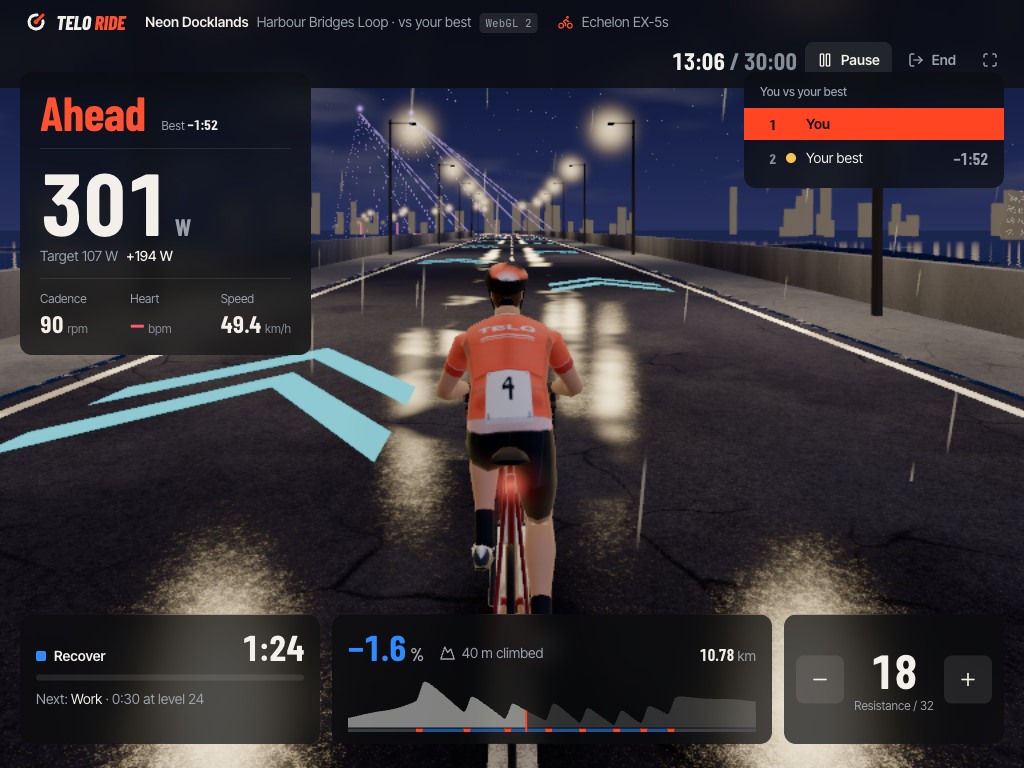 TELO RIDE Neon Docklands Harbour Bridges Loop · vs your best WebGL 2 Echelon EX-5s
13:06 / 30:00 Pause End
Ahead Best −1:52
301 W
Target 107 W +194 W
Cadence Heart Speed
90 rpm — bpm 49.4 km/h
You vs your best
1 You
2 Your best −1:52
TELO
4
Recover 1:24
Next: Work · 0:30 at level 24
−1.6 % 40 m climbed 10.78 km
− 18 +
Resistance / 32